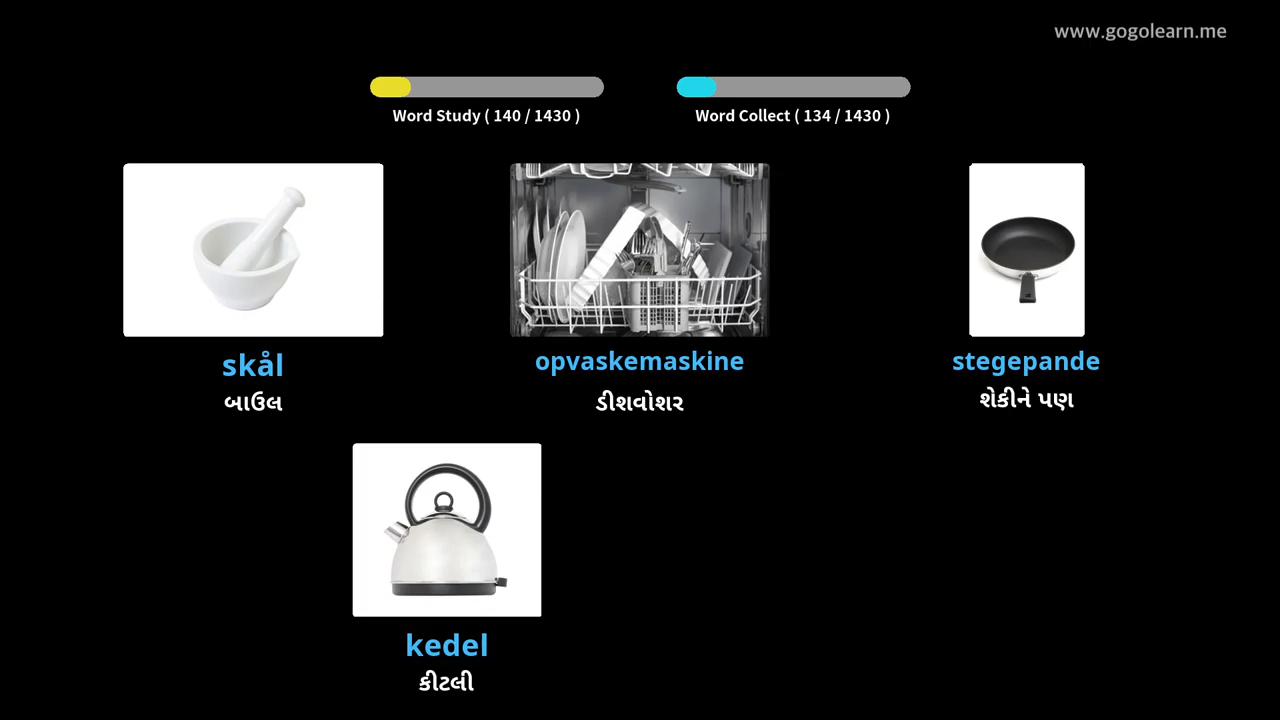 www.gogolearn.me
Word Study ( 140 / 1430 )
Word Collect ( 134 / 1430 )
skål
બાઉલ
opvaskemaskine
ડીશવોશર
stegepande
શેકીને પણ
kedel
કીટલી